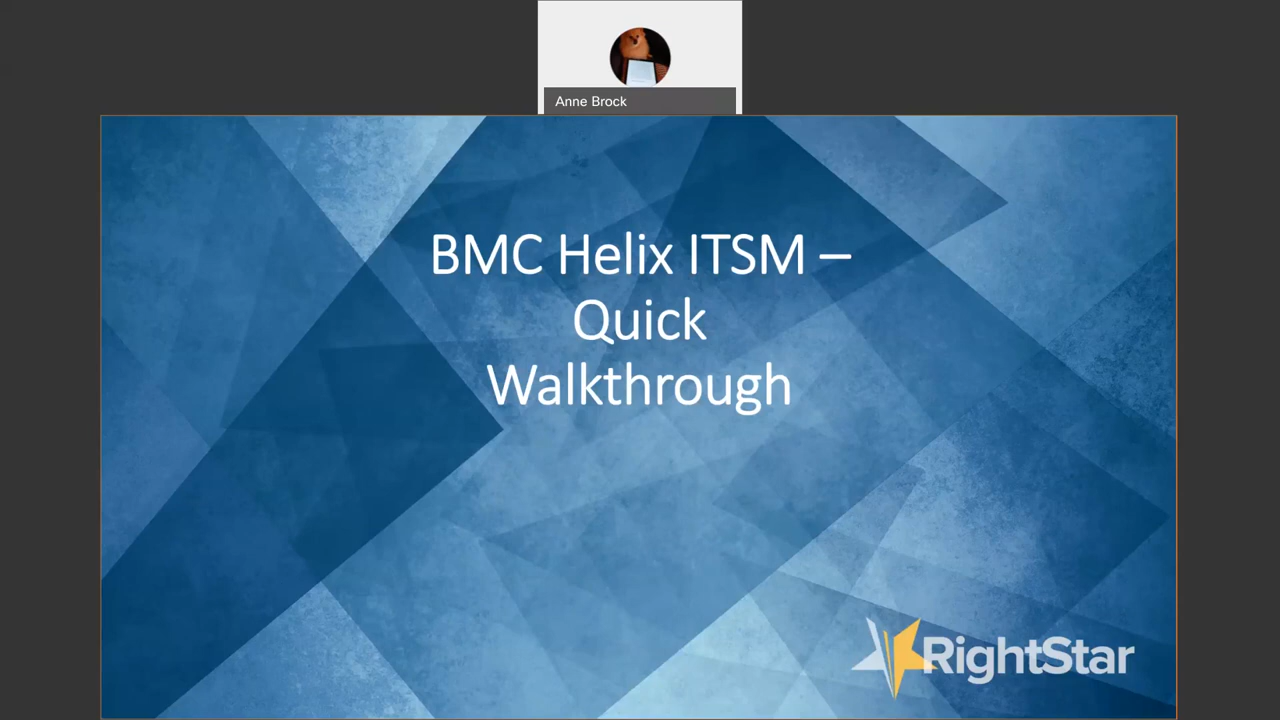 Anne Brock
BMC Helix ITSM –
Quick
Walkthrough
RightStar